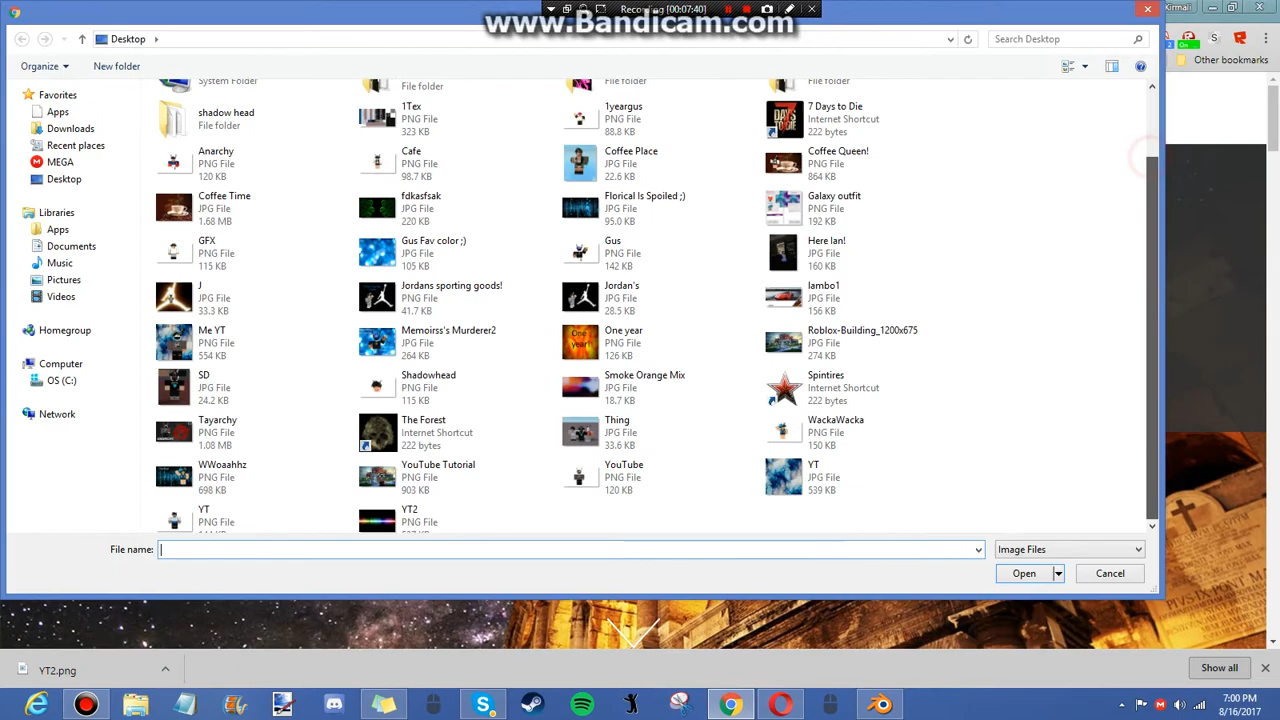 Recording [00:07:40]
www.Bandicam.com
Kirmali
Desktop
Search Desktop
Organize
New folder
On
Other bookmarks
Favorites
Apps
Downloads
Recent places
MEGA
Desktop
Libraries
Apps
Documents
Music
Pictures
Videos
Homegroup
Computer
OS (C:)
Network
System Folder
File folder
File folder
File folder
shadow head
File folder
1Tex
PNG File
323 KB
1yeargus
PNG File
88.8 KB
7 Days to Die
Internet Shortcut
222 bytes
Anarchy
PNG File
120 KB
Cafe
PNG File
98.7 KB
Coffee Place
JPG File
22.6 KB
Coffee Queen!
PNG File
864 KB
Coffee Time
JPG File
1.68 MB
fdkasfsak
JPG File
220 KB
Florical Is Spoiled ;)
JPG File
95.0 KB
Galaxy outfit
PNG File
192 KB
GFX
PNG File
115 KB
Gus Fav color ;)
JPG File
105 KB
Gus
PNG File
142 KB
Here Ian!
PNG File
160 KB
J
JPG File
33.3 KB
Jordans sporting goods!
PNG File
41.7 KB
Jordan's
JPG File
28.5 KB
lambo1
JPG File
156 KB
Me YT
JPG File
554 KB
Memoirss's Murderer2
JPG File
264 KB
One year
PNG File
126 KB
Roblox-Building_1200x675
JPG File
274 KB
SD
JPG File
24.2 KB
Shadowhead
PNG File
115 KB
Smoke Orange Mix
JPG File
18.7 KB
Spintires
Internet Shortcut
222 bytes
Tayarchy
PNG File
1.08 MB
The Forest
Internet Shortcut
222 bytes
Thing
JPG File
33.6 KB
WackaWacka
PNG File
150 KB
WWoaahhz
PNG File
698 KB
YouTube Tutorial
PNG File
903 KB
YouTube
PNG File
120 KB
YT
JPG File
539 KB
YT
PNG File
YT2
PNG File
File name:
Image Files
Open
Cancel
YT2.png
Show all
7:00 PM
8/16/2017